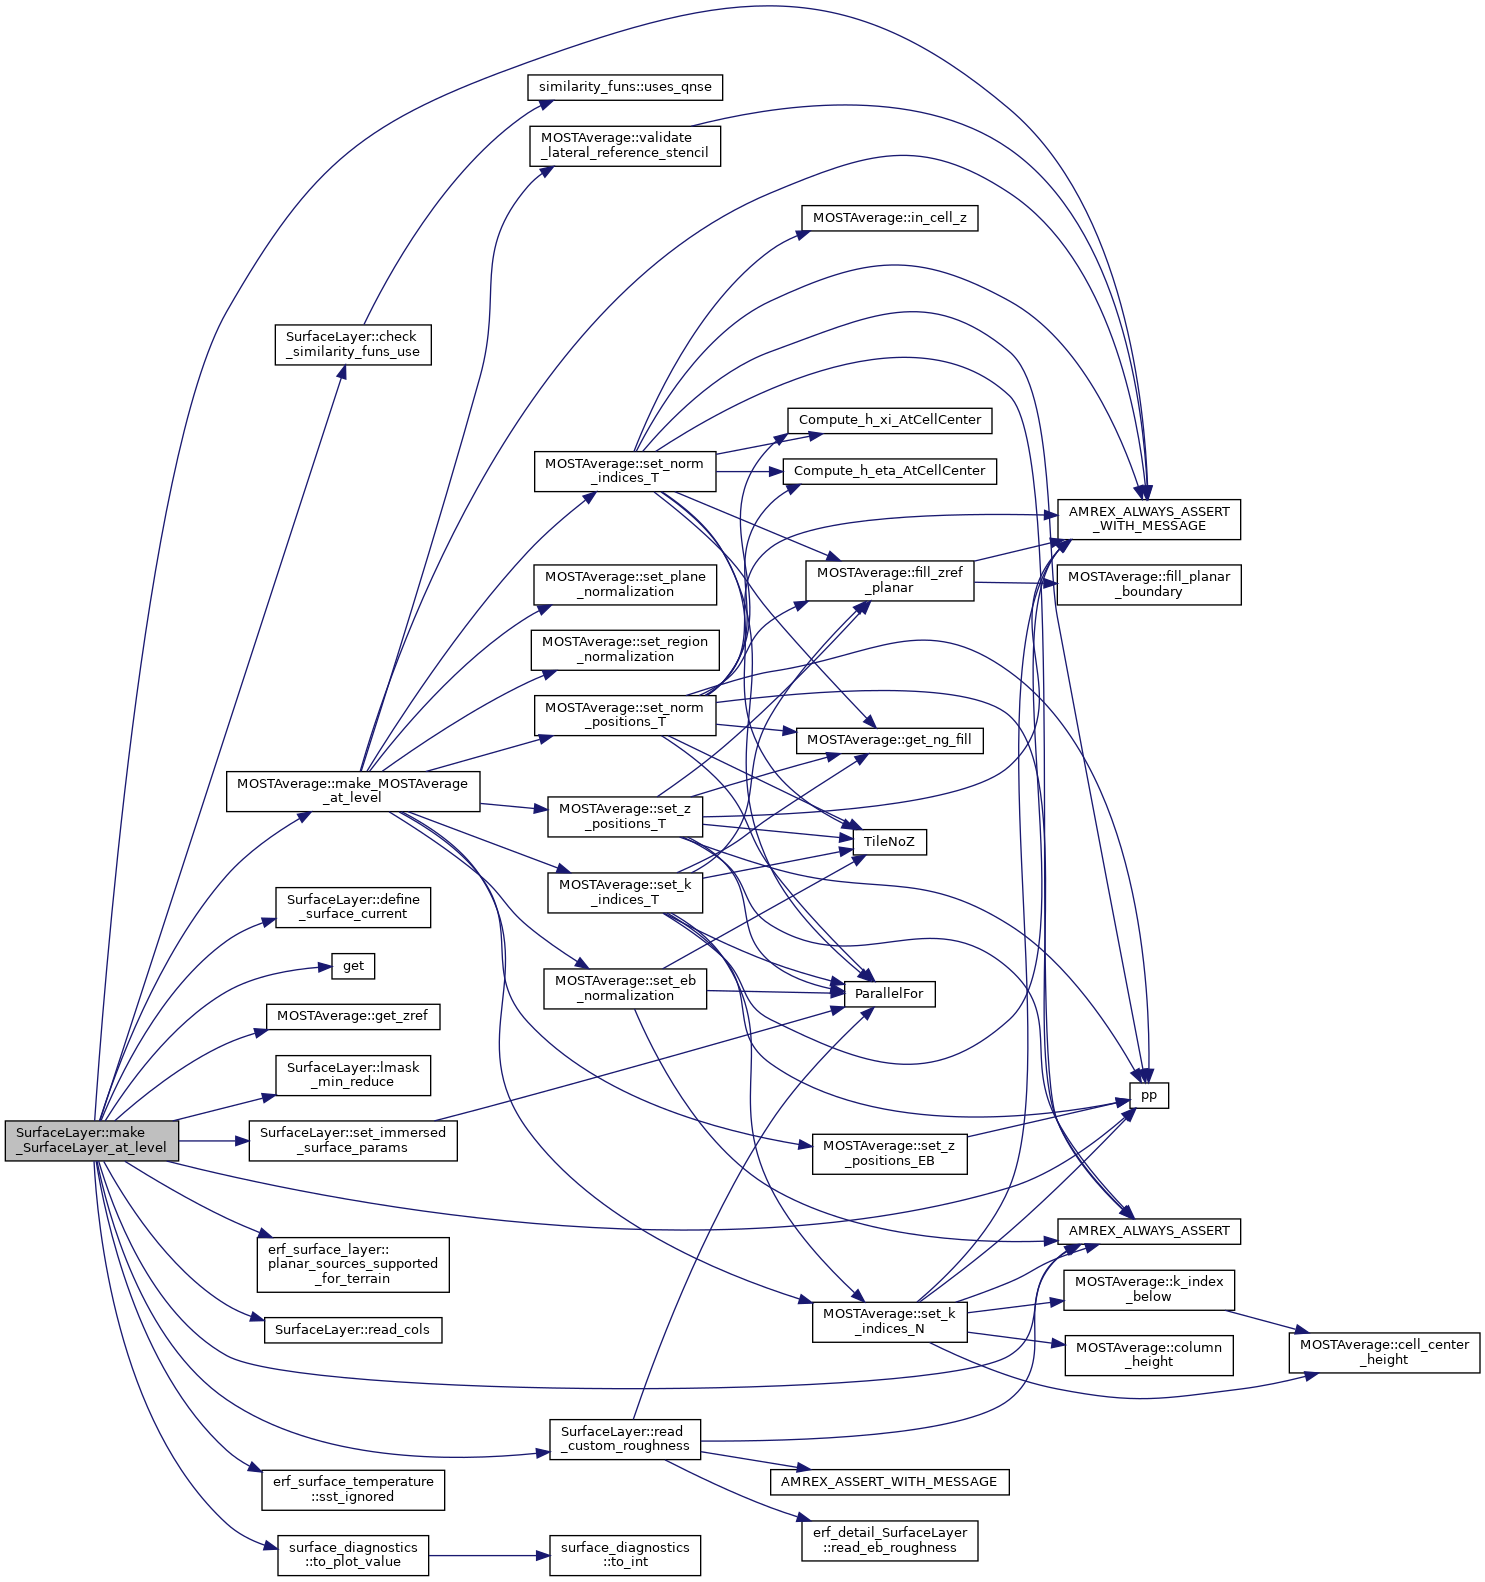 similarity_funs::uses_qnse
MOSTAverage::validate
_lateral_reference_stencil
MOSTAverage::in_cell_z
SurfaceLayer::check
_similarity_funs_use
Compute_h_xi_AtCellCenter
MOSTAverage::set_norm
_indices_T
Compute_h_eta_AtCellCenter
AMREX_ALWAYS_ASSERT
_WITH_MESSAGE
MOSTAverage::set_plane
_normalization
MOSTAverage::fill_zref
_planar
MOSTAverage::fill_planar
_boundary
MOSTAverage::set_region
_normalization
MOSTAverage::set_norm
_positions_T
MOSTAverage::get_ng_fill
MOSTAverage::make_MOSTAverage
_at_level
MOSTAverage::set_z
_positions_T
TileNoZ
MOSTAverage::set_k
_indices_T
SurfaceLayer::define
_surface_current
get
MOSTAverage::set_eb
_normalization
ParallelFor
MOSTAverage::get_zref
SurfaceLayer::lmask
_min_reduce
pp
SurfaceLayer::make
_SurfaceLayer_at_level
SurfaceLayer::set_immersed
_surface_params
MOSTAverage::set_z
_positions_EB
AMREX_ALWAYS_ASSERT
erf_surface_layer::
planar_sources_supported
_for_terrain
MOSTAverage::k_index
_below
SurfaceLayer::read_cols
MOSTAverage::set_k
_indices_N
MOSTAverage::column
_height
MOSTAverage::cell_center
_height
SurfaceLayer::read
_custom_roughness
erf_surface_temperature
::sst_ignored
AMREX_ASSERT_WITH_MESSAGE
erf_detail_SurfaceLayer
::read_eb_roughness
surface_diagnostics
::to_plot_value
surface_diagnostics
::to_int